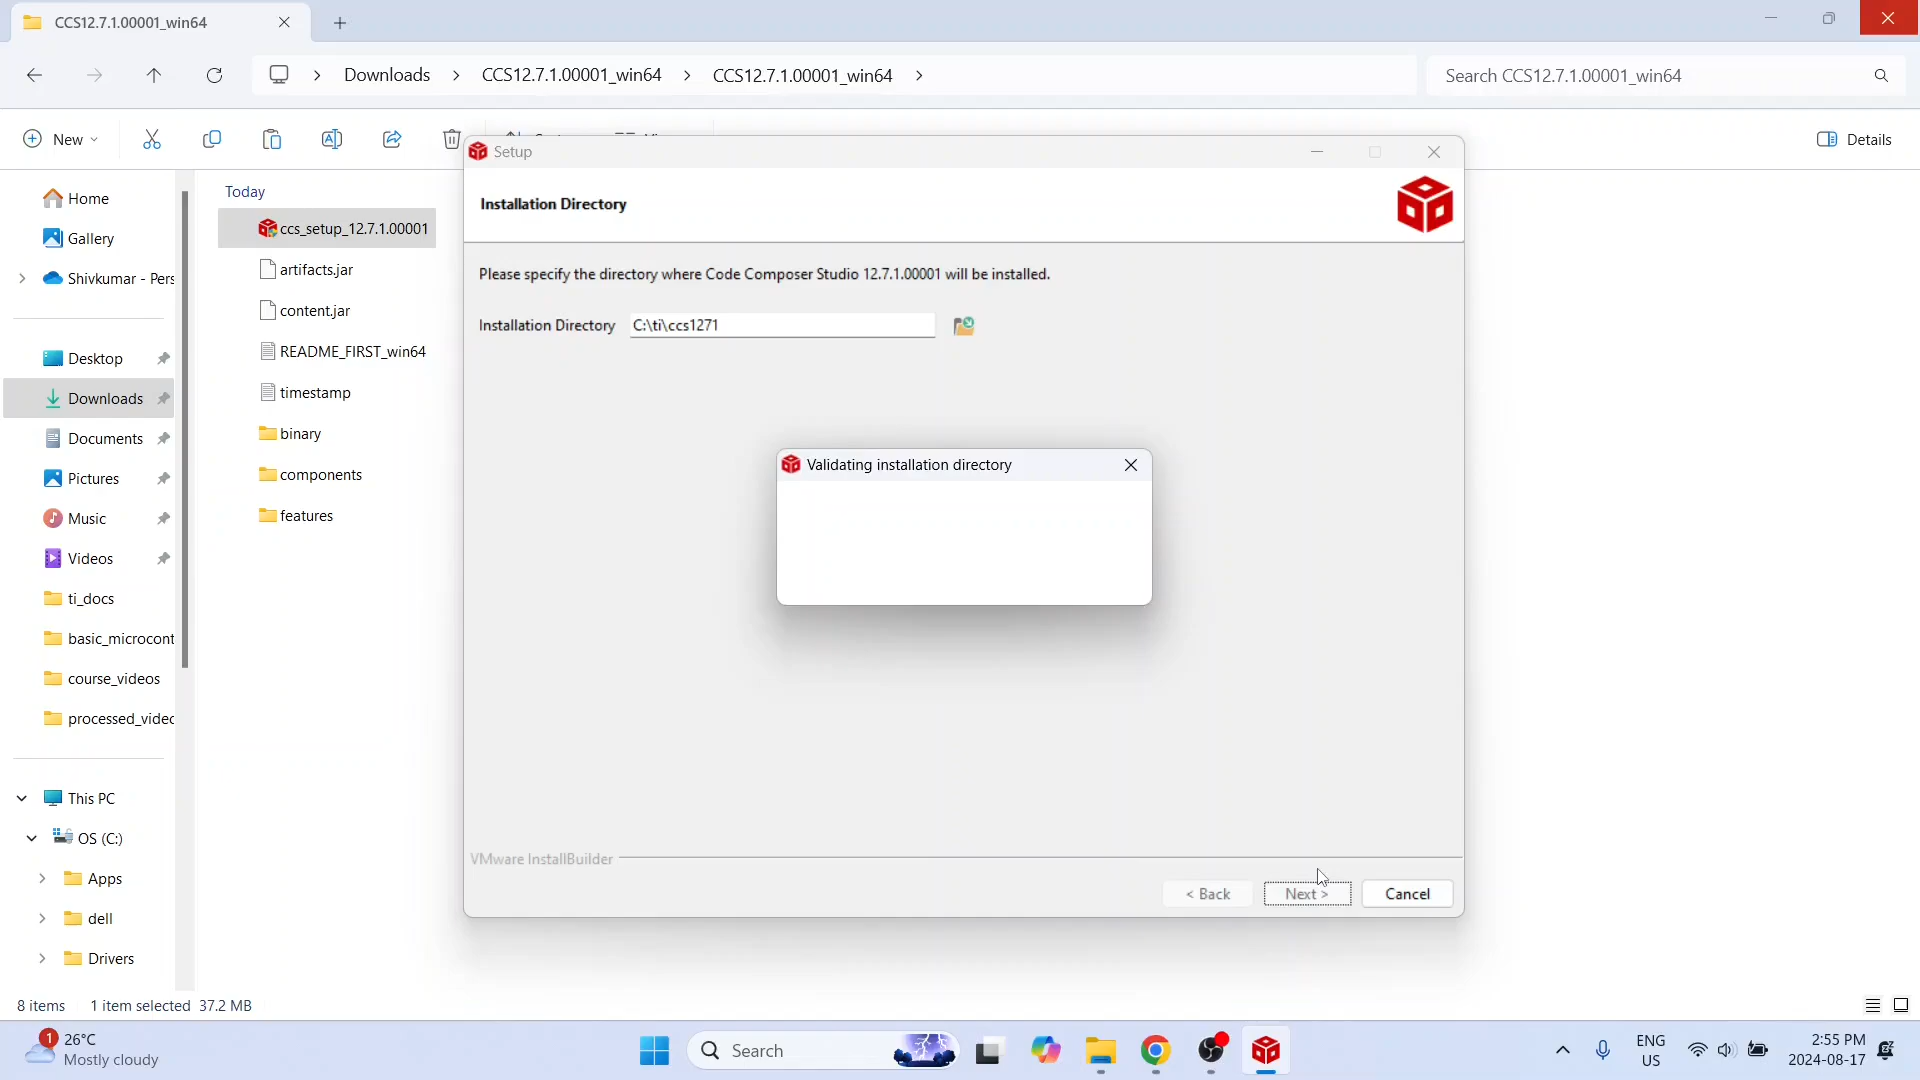 CCS12.7.1.00001_win64
Downloads > CCS12.7.1.00001_win64 > CCS12.7.1.00001_win64 >
Search CCS12.7.1.00001_win64
New
Details
Home
Gallery
Shivkumar - Pers
Desktop
Downloads
Documents
Pictures
Music
Videos
ti_docs
basic_microcont
course_videos
processed_videc
This PC
OS (C:)
Apps
dell
Drivers
Today
ccs_setup_12.7.1.00001
artifacts.jar
content.jar
README_FIRST_win64
timestamp
binary
components
features
Setup
Installation Directory
Please specify the directory where Code Composer Studio 12.7.1.00001 will be installed.
Installation Directory C:\ti\ccs1271
Validating installation directory
VMware InstallBuilder
< Back Next > Cancel
8 items 1 item selected 37.2 MB
1
26°C
Mostly cloudy
Search
ENG
US
2:55 PM
2024-08-17